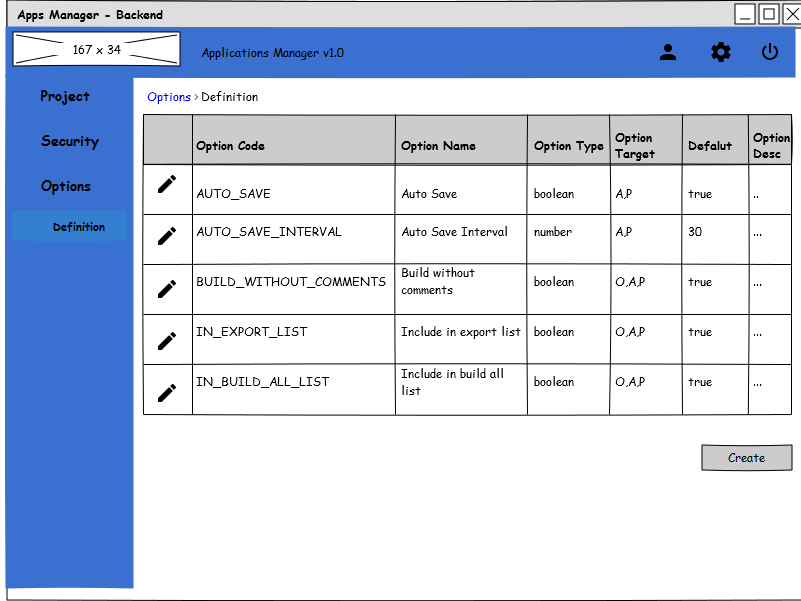 Apps Manager - Backend
167 x 34
Applications Manager v1.0
Project
Security
Options
Definition
Options > Definition
Option Code Option Name Option Type Option Target Defalut Option Desc
AUTO_SAVE Auto Save boolean A,P true ..
AUTO_SAVE_INTERVAL Auto Save Interval number A,P 30 ...
BUILD_WITHOUT_COMMENTS Build without comments boolean O,A,P true ...
IN_EXPORT_LIST Include in export list boolean O,A,P true ...
IN_BUILD_ALL_LIST Include in build all list boolean O,A,P true ...
Create